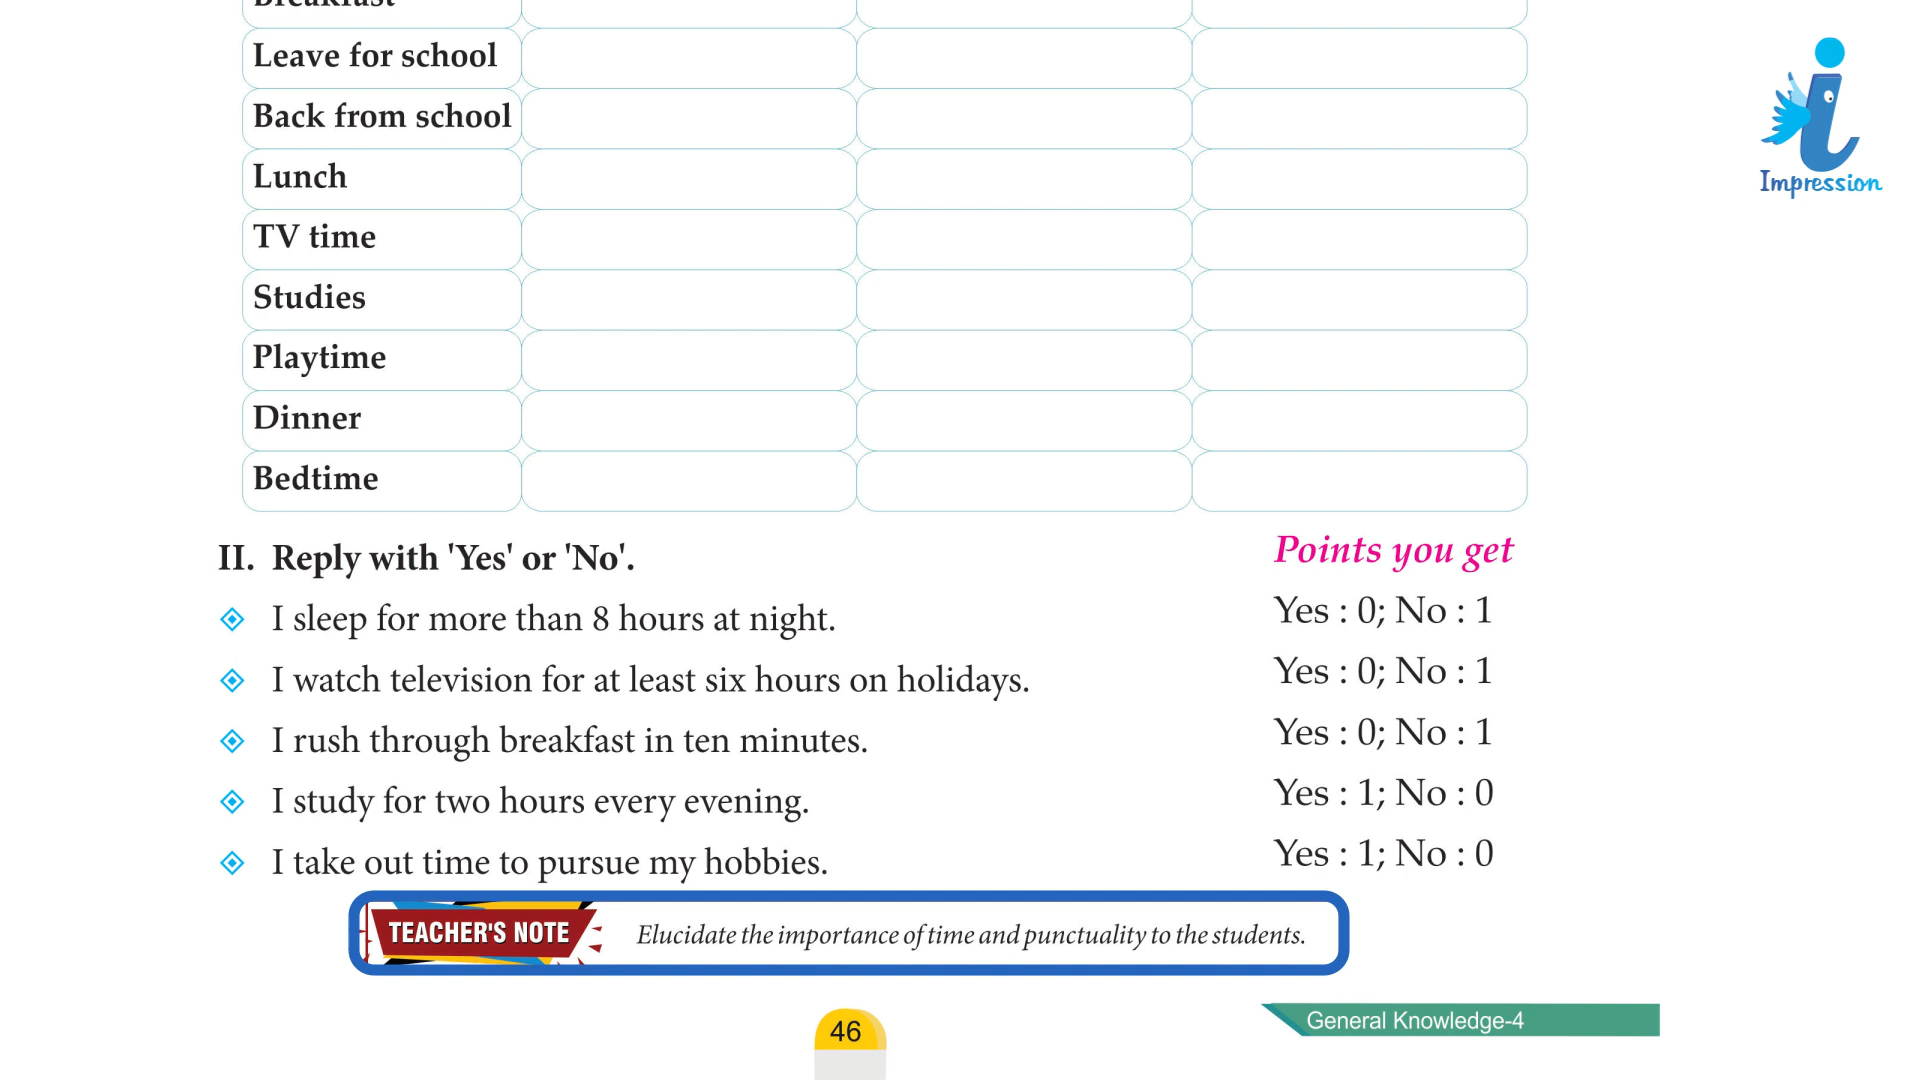 Breakfast
Leave for school
Back from school
Lunch
TV time
Studies
Playtime
Dinner
Bedtime
Impression
II. Reply with 'Yes' or 'No'. Points you get
I sleep for more than 8 hours at night. Yes : 0; No : 1
I watch television for at least six hours on holidays. Yes : 0; No : 1
I rush through breakfast in ten minutes. Yes : 0; No : 1
I study for two hours every evening. Yes : 1; No : 0
I take out time to pursue my hobbies. Yes : 1; No : 0
TEACHER'S NOTE Elucidate the importance of time and punctuality to the students.
46
General Knowledge-4